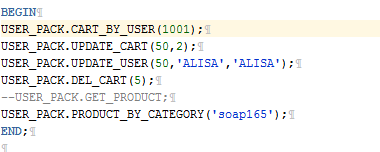 BEGIN
USER_PACK.CART_BY_USER(1001);
USER_PACK.UPDATE_CART(50,2);
USER_PACK.UPDATE_USER(50,'ALISA','ALISA');
USER_PACK.DEL_CART(5);
--USER_PACK.GET_PRODUCT;
USER_PACK.PRODUCT_BY_CATEGORY('soap165');
END;